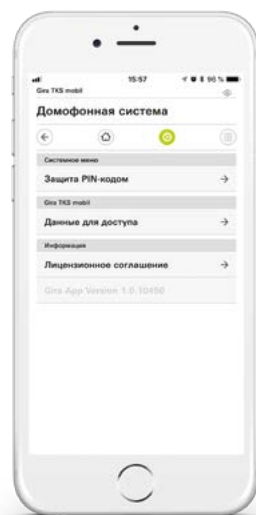 15:57
96 %
Gira TKS mobil
Домофонная система
Системное меню
Защита PIN-кодом
Gira TKS mobil
Данные для доступа
Информация
Лицензионное соглашение
Gira App Version 1.0.10450